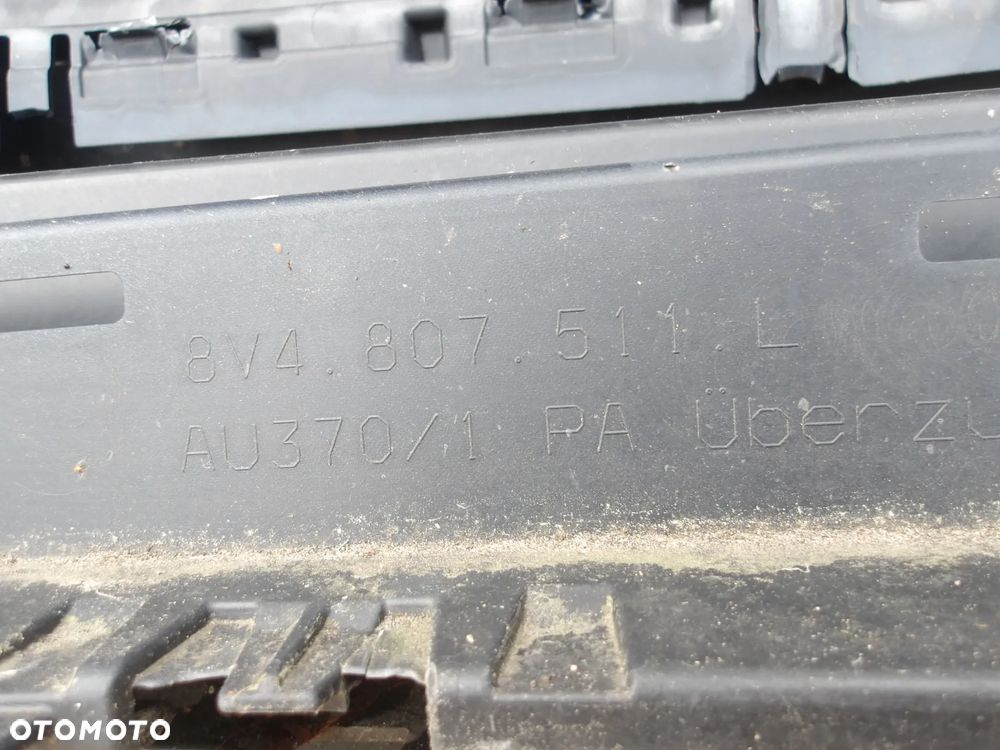 8V4.807.511.L
AU370/1 PA Überzu
OTOMOTO